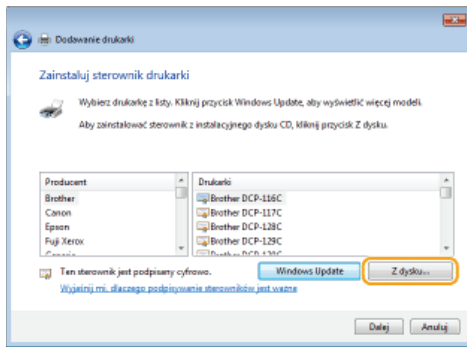 Dodawanie drukarki
Zainstaluj sterownik drukarki
Wybierz drukarkę z listy. Kliknij przycisk Windows Update, aby wyświetlić więcej modeli.
Aby zainstalować sterownik z instalacyjnego dysku CD, kliknij przycisk Z dysku.
Producent
Brother
Canon
Epson
Fuji Xerox
Drukarki
Brother DCP-116C
Brother DCP-117C
Brother DCP-128C
Brother DCP-129C
Ten sterownik jest podpisany cyfrowo.
Windows Update
Z dysku...
Wyjaśnij mi, dlaczego podpisywanie sterowników jest ważne
Dalej
Anuluj